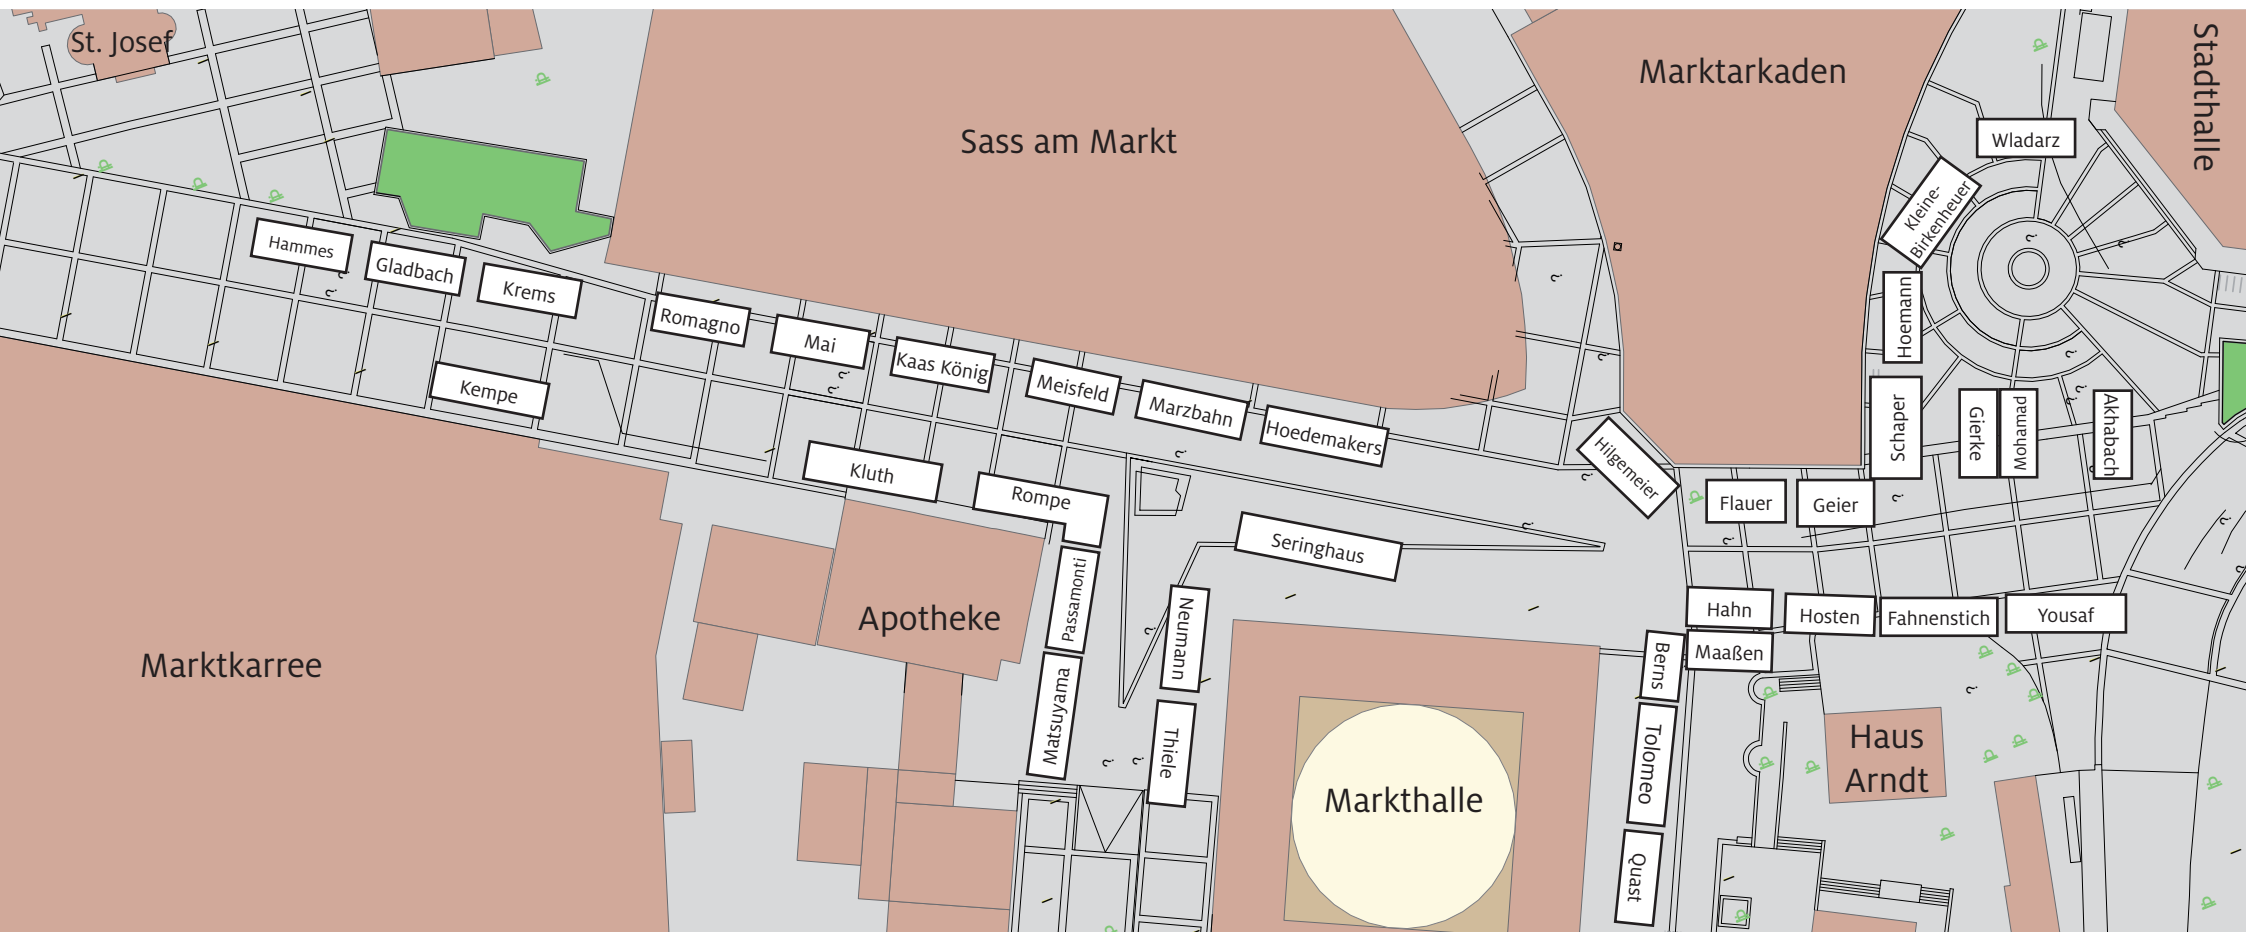 St. Josef
Sass am Markt
Marktarkaden
Stadthalle
Wladarz
Kleine-
Birkenheuer
Hoemann
Schaper
Gierke
Mohamad
Akhabach
Hammes
Gladbach
Krems
Romagno
Mai
Kaas König
Meisfeld
Marzbahn
Hoedemakers
Hilgemeier
Flauer
Geier
Kempe
Kluth
Rompe
Seringhaus
Passamonti
Matsuyama
Neumann
Thiele
Hahn
Hosten
Fahnenstich
Yousaf
Maaßen
Berns
Tolomeo
Quast
Apotheke
Marktkarree
Markthalle
Haus
Arndt